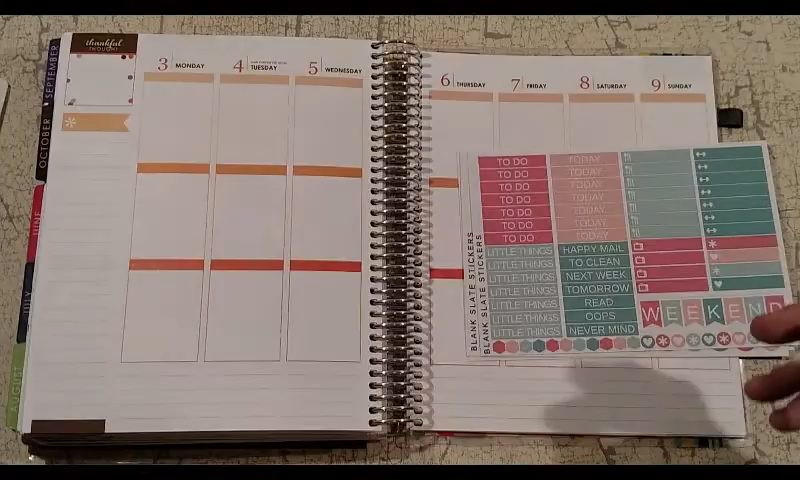 thankful
THOUGHT
3 MONDAY
4 TUESDAY
5 WEDNESDAY
6 THURSDAY
7 FRIDAY
8 SATURDAY
9 SUNDAY
SEPTEMBER
OCTOBER
JUNE
JULY
AUGUST
BLANK SLATE STICKERS
BLANK SLATE STICKERS
TO DO
TO DO
TO DO
TO DO
TO DO
TO DO
TO DO
TODAY
TODAY
TODAY
TODAY
TODAY
TODAY
TODAY
LITTLE THINGS
LITTLE THINGS
LITTLE THINGS
LITTLE THINGS
LITTLE THINGS
LITTLE THINGS
LITTLE THINGS
HAPPY MAIL
TO CLEAN
NEXT WEEK
TOMORROW
READ
OOPS
NEVER MIND
WEEKEND